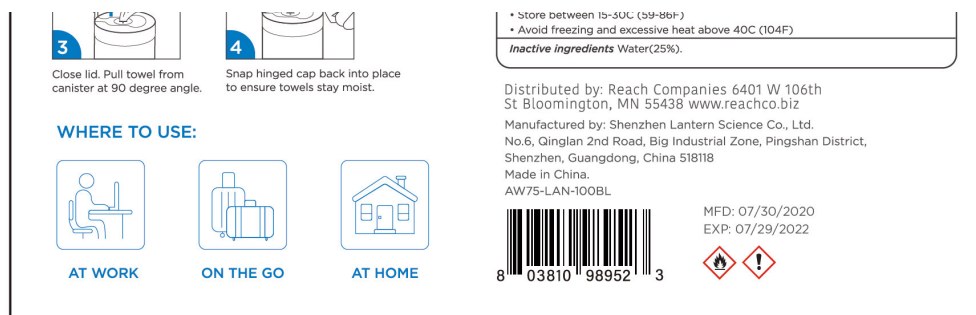 3
Close lid. Pull towel from
canister at 90 degree angle.
4
Snap hinged cap back into place
to ensure towels stay moist.
WHERE TO USE:
AT WORK
ON THE GO
AT HOME
• Store between 15-30C (59-86F)
• Avoid freezing and excessive heat above 40C (104F)
Inactive ingredients Water(25%).
Distributed by: Reach Companies 6401 W 106th
St Bloomington, MN 55438 www.reachco.biz
Manufactured by: Shenzhen Lantern Science Co., Ltd.
No.6, Qinglan 2nd Road, Big Industrial Zone, Pingshan District,
Shenzhen, Guangdong, China 518118
Made in China.
AW75-LAN-100BL
8 03810 98952 3
MFD: 07/30/2020
EXP: 07/29/2022